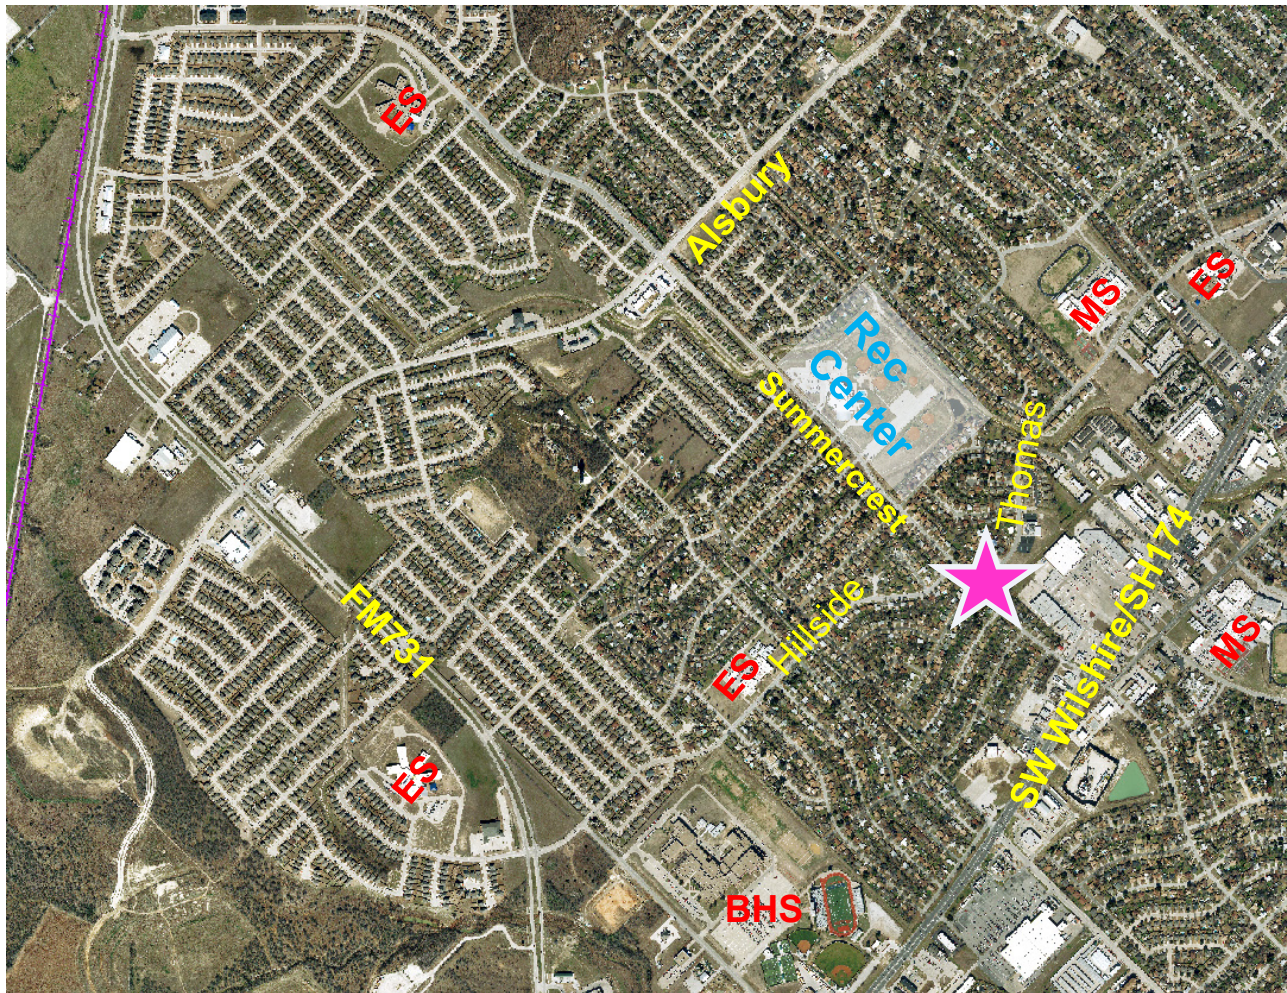 ES
Alsbury
ES
MS
Rec
Center
Summercrest
Thomas
SW Wilshire/SH174
FM731
Hillside
ES
MS
ES
BHS